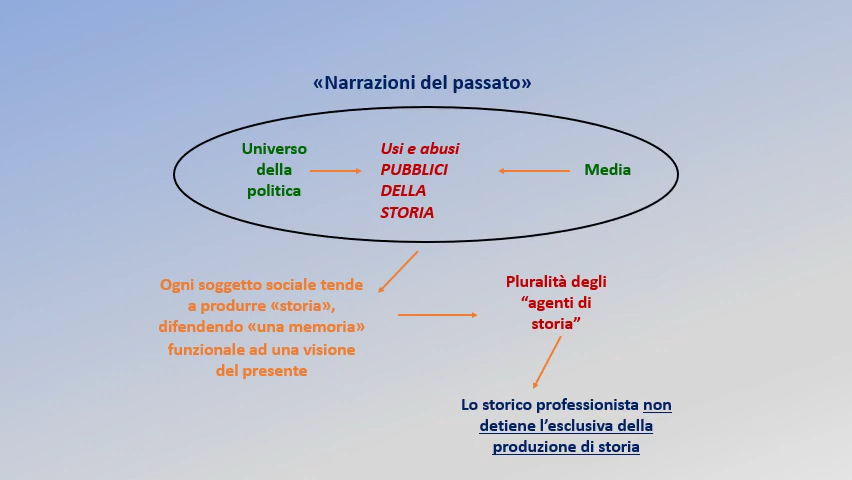 «Narrazioni del passato»
Universo
della
politica
Usi e abusi
PUBBLICI
DELLA
STORIA
Media
Ogni soggetto sociale tende
a produrre «storia»,
difendendo «una memoria»
funzionale ad una visione
del presente
Pluralità degli
“agenti di
storia”
Lo storico professionista non
detiene l’esclusiva della
produzione di storia